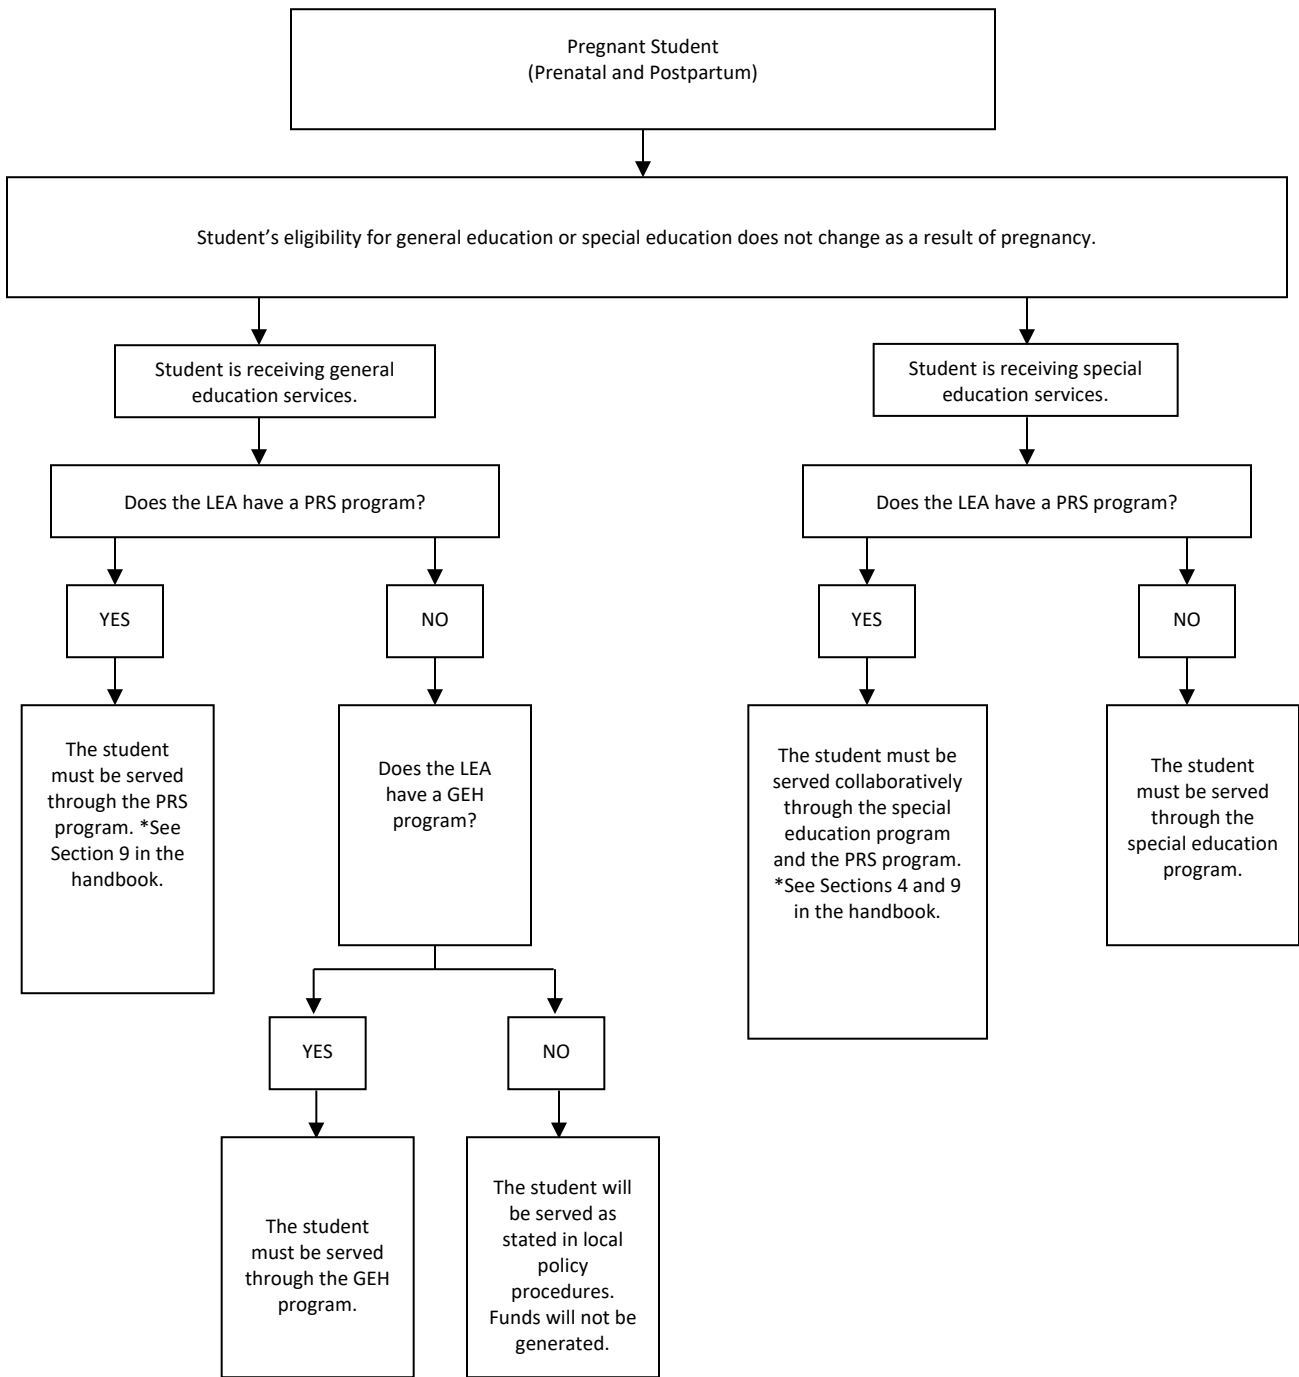 Pregnant Student
(Prenatal and Postpartum)
Student’s eligibility for general education or special education does not change as a result of pregnancy.
Student is receiving general
education services.
Student is receiving special
education services.
Does the LEA have a PRS program?
Does the LEA have a PRS program?
YES
NO
YES
NO
The student
must be served
through the PRS
program. *See
Section 9 in the
handbook.
Does the LEA
have a GEH
program?
The student must be
served collaboratively
through the special
education program
and the PRS program.
*See Sections 4 and 9
in the handbook.
The student
must be served
through the
special education
program.
YES
NO
The student
must be served
through the GEH
program.
The student will
be served as
stated in local
policy
procedures.
Funds will not be
generated.